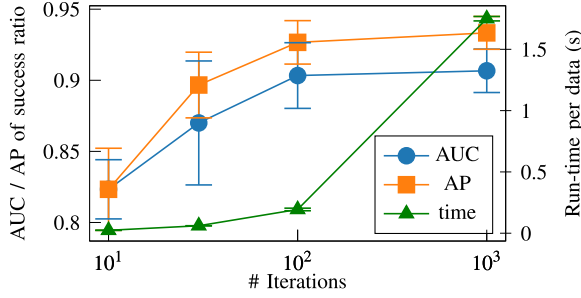 AUC / AP of success ratio
0.95
0.9
0.85
0.8
10¹
10²
10³
# Iterations
AUC
AP
time
1.5
1
0.5
0
Run-time per data (s)